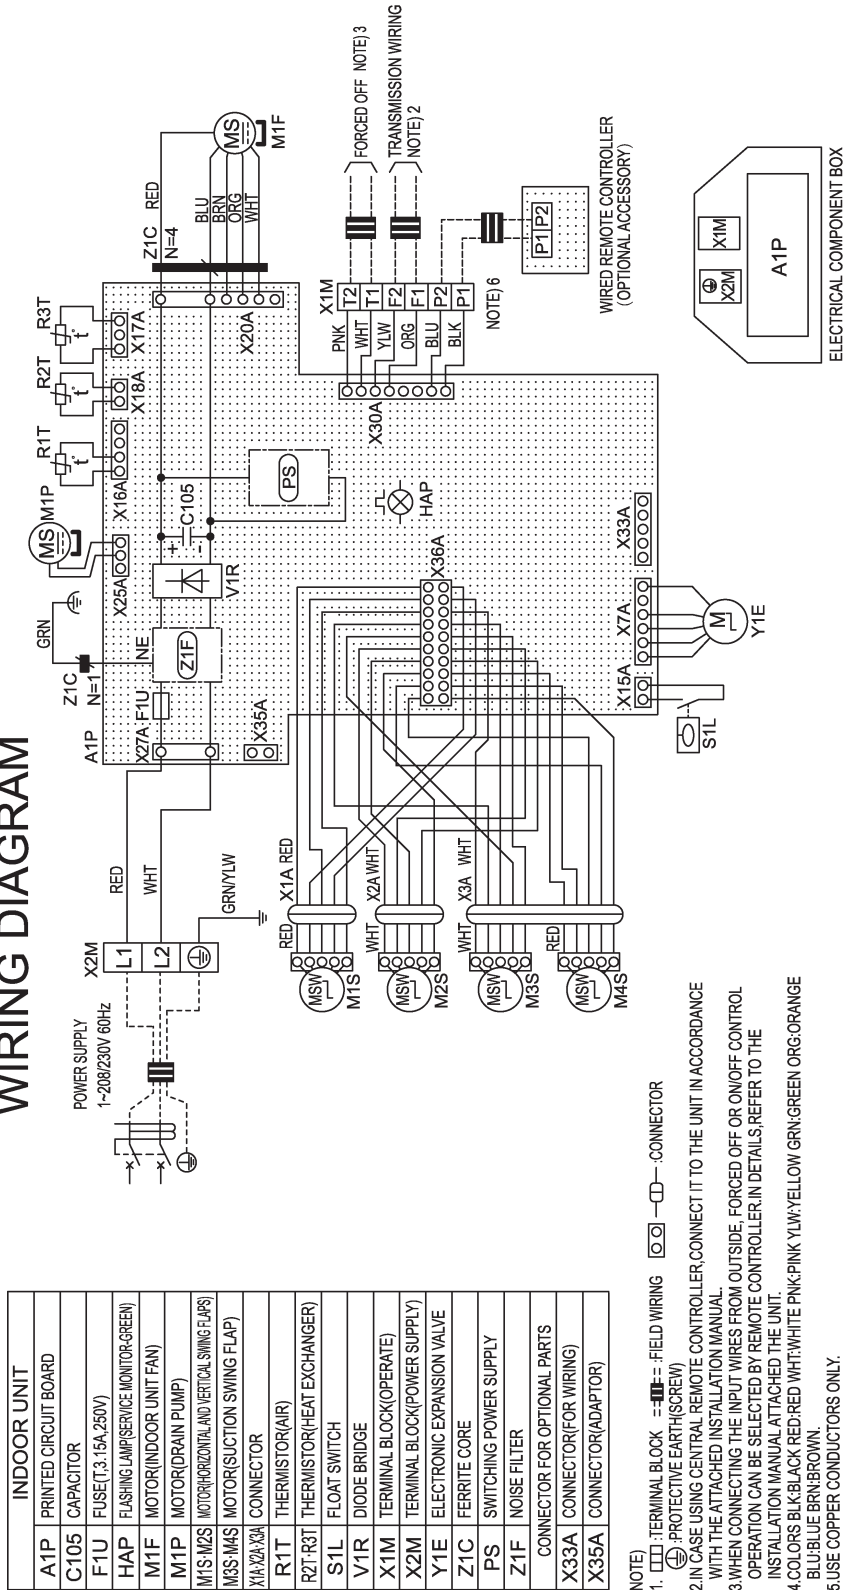 WIRING DIAGRAM
POWER SUPPLY
1~208/230V 60Hz
X2M
L1
L2
RED
WHT
GRN/YLW
A1P
X27A
F1U
X35A
Z1C
N=1
GRN
NE
Z1F
V1R
C105
+
-
PS
HAP
X25A
MS
M1P
X16A
R1T
t°
X18A
R2T
t°
X17A
R3T
t°
X20A
Z1C
N=4
RED
BLU
BRN
ORG
WHT
MS
M1F
X30A
PNK
WHT
YLW
ORG
BLU
BLK
X1M
T2
T1
F2
F1
P2
P1
FORCED OFF NOTE) 3
TRANSMISSION WIRING
NOTE) 2
NOTE) 6
P1 P2
WIRED REMOTE CONTROLLER
(OPTIONAL ACCESSORY)
X36A
X33A
X7A
X15A
M
Y1E
S1L
X1A RED
RED
MSW
M1S
X2A WHT
WHT
MSW
M2S
X3A WHT
WHT
MSW
M3S
RED
MSW
M4S
X1M
X2M
A1P
ELECTRICAL COMPONENT BOX
INDOOR UNIT
A1P PRINTED CIRCUIT BOARD
C105 CAPACITOR
F1U FUSE(T,3.15A,250V)
HAP FLASHING LAMP(SERVICE MONITOR-GREEN)
M1F MOTOR(INDOOR UNIT FAN)
M1P MOTOR(DRAIN PUMP)
M1S·M2S MOTOR(HORIZONTAL AND VERTICAL SWING FLAPS)
M3S·M4S MOTOR(SUCTION SWING FLAP)
X1A·X2A·X3A CONNECTOR
R1T THERMISTOR(AIR)
R2T·R3T THERMISTOR(HEAT EXCHANGER)
S1L FLOAT SWITCH
V1R DIODE BRIDGE
X1M TERMINAL BLOCK(OPERATE)
X2M TERMINAL BLOCK(POWER SUPPLY)
Y1E ELECTRONIC EXPANSION VALVE
Z1C FERRITE CORE
PS SWITCHING POWER SUPPLY
Z1F NOISE FILTER
CONNECTOR FOR OPTIONAL PARTS
X33A CONNECTOR(FOR WIRING)
X35A CONNECTOR(ADAPTOR)
NOTE)
1. :TERMINAL BLOCK :FIELD WIRING :CONNECTOR
:PROTECTIVE EARTH(SCREW)
2.IN CASE USING CENTRAL REMOTE CONTROLLER,CONNECT IT TO THE UNIT IN ACCORDANCE
WITH THE ATTACHED INSTALLATION MANUAL.
3.WHEN CONNECTING THE INPUT WIRES FROM OUTSIDE, FORCED OFF OR ON/OFF CONTROL
OPERATION CAN BE SELECTED BY REMOTE CONTROLLER.IN DETAILS,REFER TO THE
INSTALLATION MANUAL ATTACHED THE UNIT.
4.COLORS BLK:BLACK RED:RED WHT:WHITE PNK:PINK YLW:YELLOW GRN:GREEN ORG:ORANGE
BLU:BLUE BRN:BROWN.
5.USE COPPER CONDUCTORS ONLY.